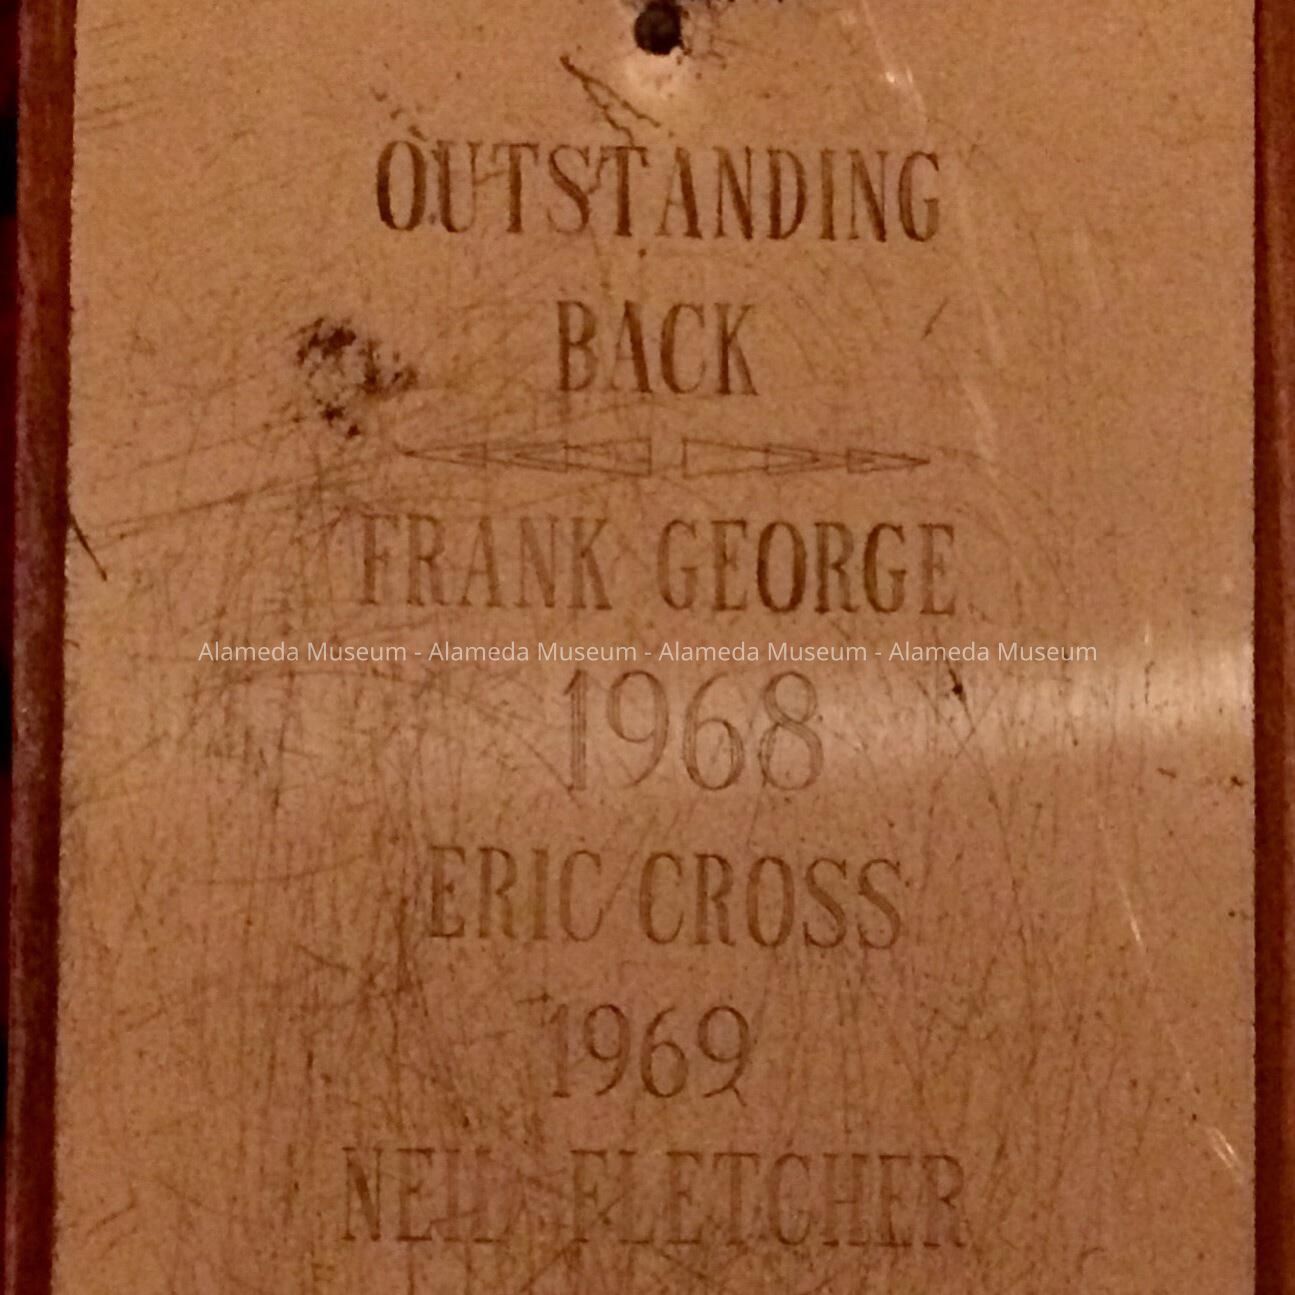 OUTSTANDING
BACK
FRANK GEORGE
Alameda Museum - Alameda Museum - Alameda Museum - Alameda Museum
1968
ERIC CROSS
1969
NEIL FLETCHER